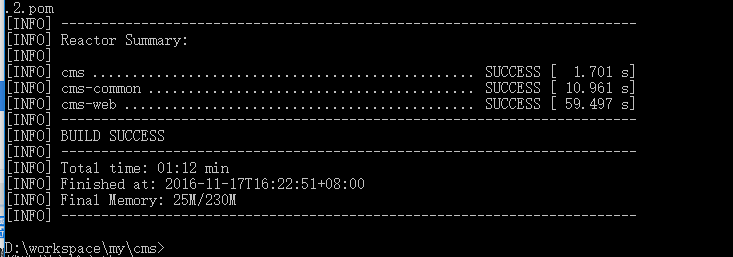 .2.pom
[INFO] ------------------------------------------------------------------------
[INFO] Reactor Summary:
[INFO]
[INFO] cms ................................................ SUCCESS [  1.701 s]
[INFO] cms-common ......................................... SUCCESS [ 10.961 s]
[INFO] cms-web ............................................ SUCCESS [ 59.497 s]
[INFO] ------------------------------------------------------------------------
[INFO] BUILD SUCCESS
[INFO] ------------------------------------------------------------------------
[INFO] Total time: 01:12 min
[INFO] Finished at: 2016-11-17T16:22:51+08:00
[INFO] Final Memory: 25M/230M
[INFO] ------------------------------------------------------------------------
D:\workspace\my\cms>